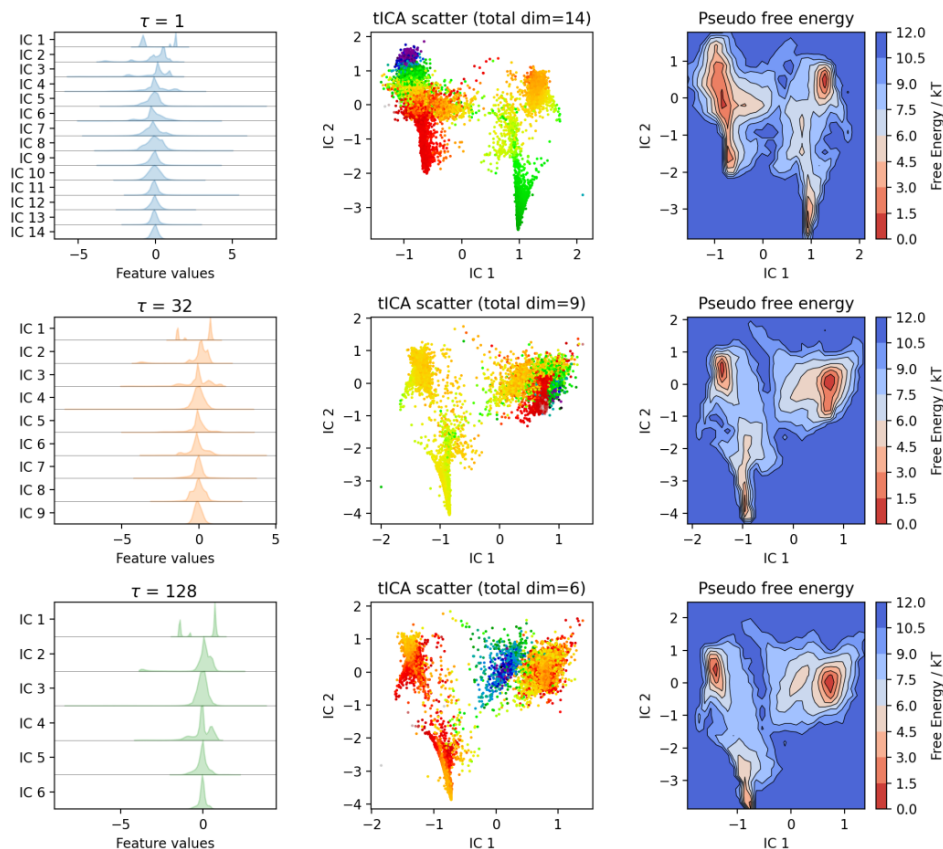 τ = 1
IC 1
IC 2
IC 3
IC 4
IC 5
IC 6
IC 7
IC 8
IC 9
IC 10
IC 11
IC 12
IC 13
IC 14
−5 0 5
Feature values
tICA scatter (total dim=14)
IC 2
1
0
−1
−2
−3
−1 0 1 2
IC 1
Pseudo free energy
1
0
−1
−2
−3
−1 0 1 2
IC 1
12.0
10.5
9.0
7.5
6.0
4.5
3.0
1.5
0.0
Free Energy / kT
τ = 32
IC 1
IC 2
IC 3
IC 4
IC 5
IC 6
IC 7
IC 8
IC 9
−5 0 5
Feature values
tICA scatter (total dim=9)
IC 2
1
0
−1
−2
−3
−4
−2 −1 0 1
IC 1
Pseudo free energy
IC 2
1
0
−1
−2
−3
−4
−2 −1 0 1
IC 1
12.0
10.5
9.0
7.5
6.0
4.5
3.0
1.5
0.0
Free Energy / kT
τ = 128
IC 1
IC 2
IC 3
IC 4
IC 5
IC 6
−5 0
Feature values
tICA scatter (total dim=6)
IC 2
2
1
0
−1
−2
−3
−4
−2 −1 0 1
IC 1
Pseudo free energy
IC 2
2
1
0
−1
−2
−3
−1 0 1
IC 1
12.0
10.5
9.0
7.5
6.0
4.5
3.0
1.5
0.0
Free Energy / kT